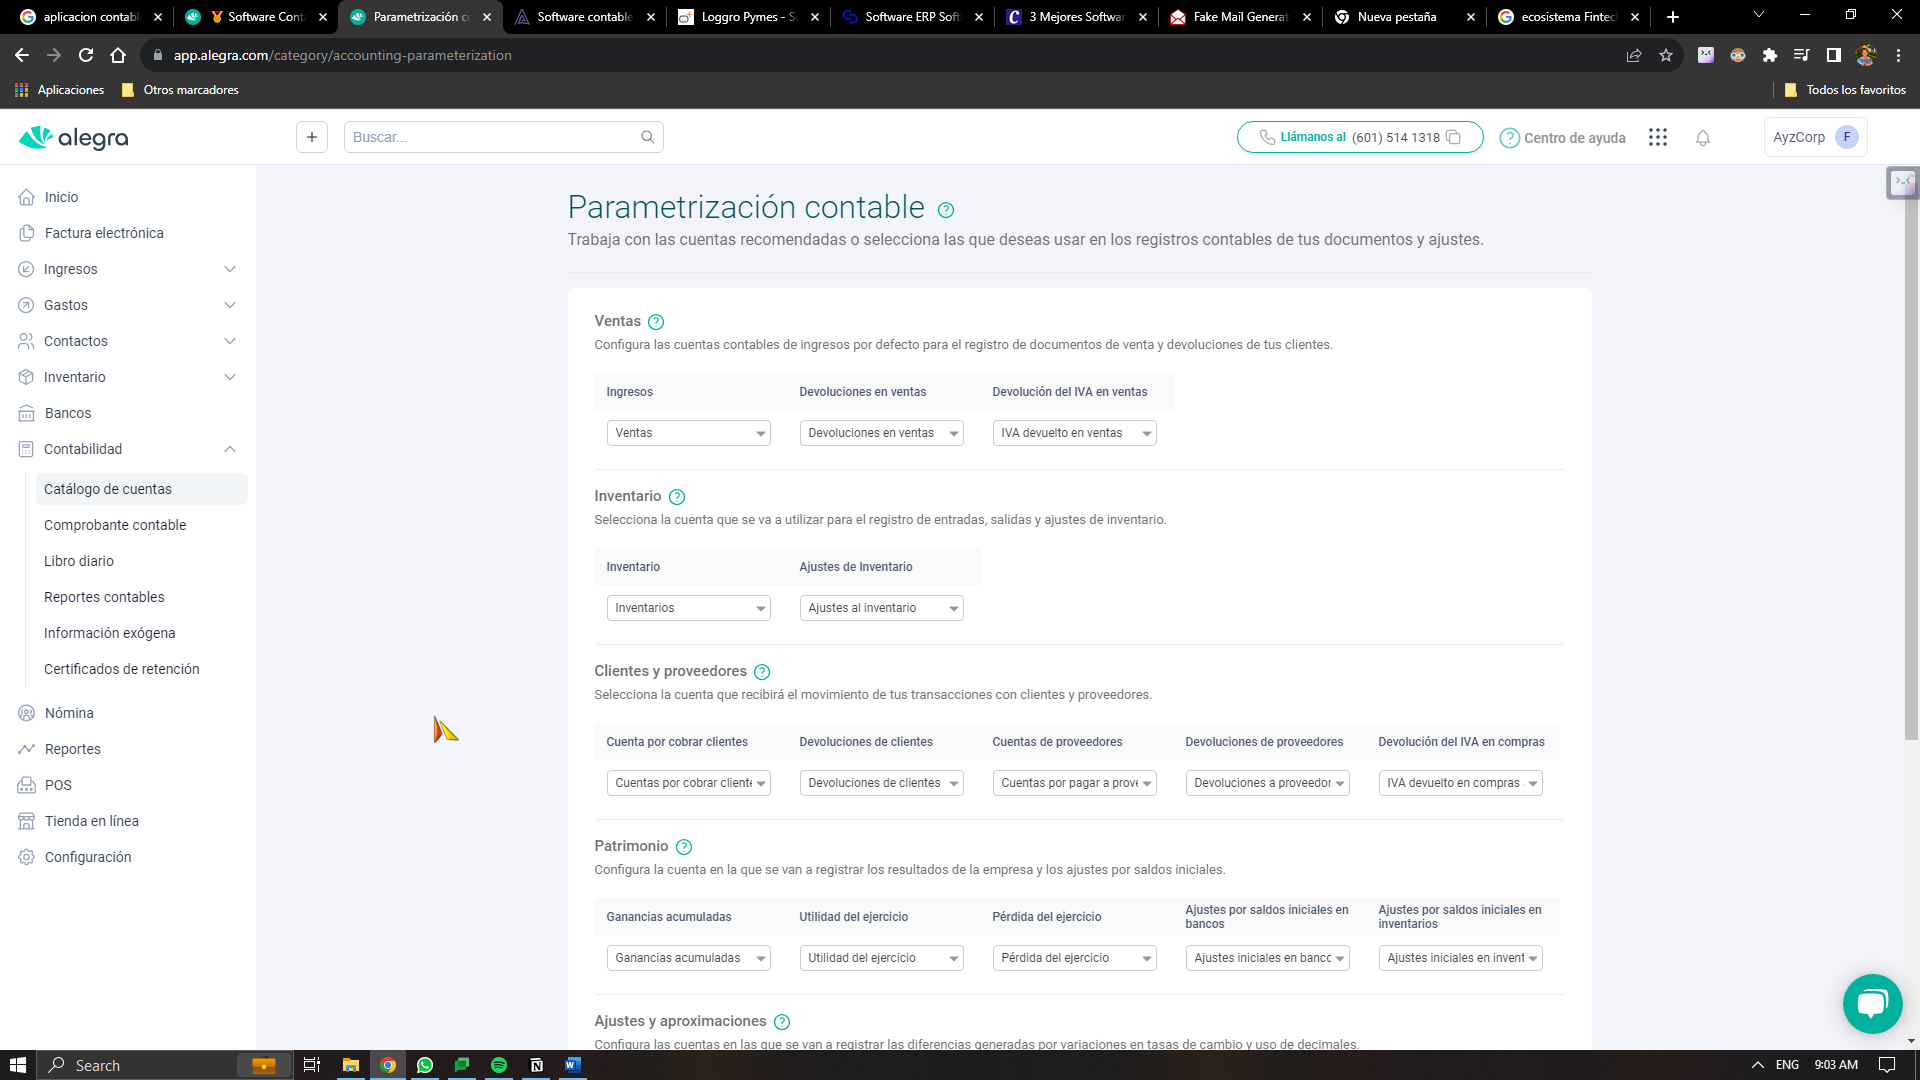 aplicacion contabl
Software Cont
Parametrización c
Software contable
Loggro Pymes - S
Software ERP Soft
3 Mejores Softwar
Fake Mail Generat
Nueva pestaña
ecosistema Fintec
app.alegra.com/category/accounting-parameterization
Aplicaciones
Otros marcadores
Todos los favoritos
alegra
Buscar...
Llámanos al (601) 514 1318
Centro de ayuda
AyzCorp
F
Inicio
Factura electrónica
Ingresos
Gastos
Contactos
Inventario
Bancos
Contabilidad
Catálogo de cuentas
Comprobante contable
Libro diario
Reportes contables
Información exógena
Certificados de retención
Nómina
Reportes
POS
Tienda en línea
Configuración
Parametrización contable
Trabaja con las cuentas recomendadas o selecciona las que deseas usar en los registros contables de tus documentos y ajustes.
Ventas
Configura las cuentas contables de ingresos por defecto para el registro de documentos de venta y devoluciones de tus clientes.
Ingresos Devoluciones en ventas Devolución del IVA en ventas
Ventas Devoluciones en ventas IVA devuelto en ventas
Inventario
Selecciona la cuenta que se va a utilizar para el registro de entradas, salidas y ajustes de inventario.
Inventario Ajustes de Inventario
Inventarios Ajustes al inventario
Clientes y proveedores
Selecciona la cuenta que recibirá el movimiento de tus transacciones con clientes y proveedores.
Cuenta por cobrar clientes Devoluciones de clientes Cuentas de proveedores Devoluciones de proveedores Devolución del IVA en compras
Cuentas por cobrar cliente Devoluciones de clientes Cuentas por pagar a prove Devoluciones a proveedor IVA devuelto en compras
Patrimonio
Configura la cuenta en la que se van a registrar los resultados de la empresa y los ajustes por saldos iniciales.
Ganancias acumuladas Utilidad del ejercicio Pérdida del ejercicio Ajustes por saldos iniciales en bancos Ajustes por saldos iniciales en inventarios
Ganancias acumuladas Utilidad del ejercicio Pérdida del ejercicio Ajustes iniciales en banco Ajustes iniciales en invent
Ajustes y aproximaciones
Configura las cuentas en las que se van a registrar las diferencias generadas por variaciones en tasas de cambio y uso de decimales.
Search
ENG
9:03 AM